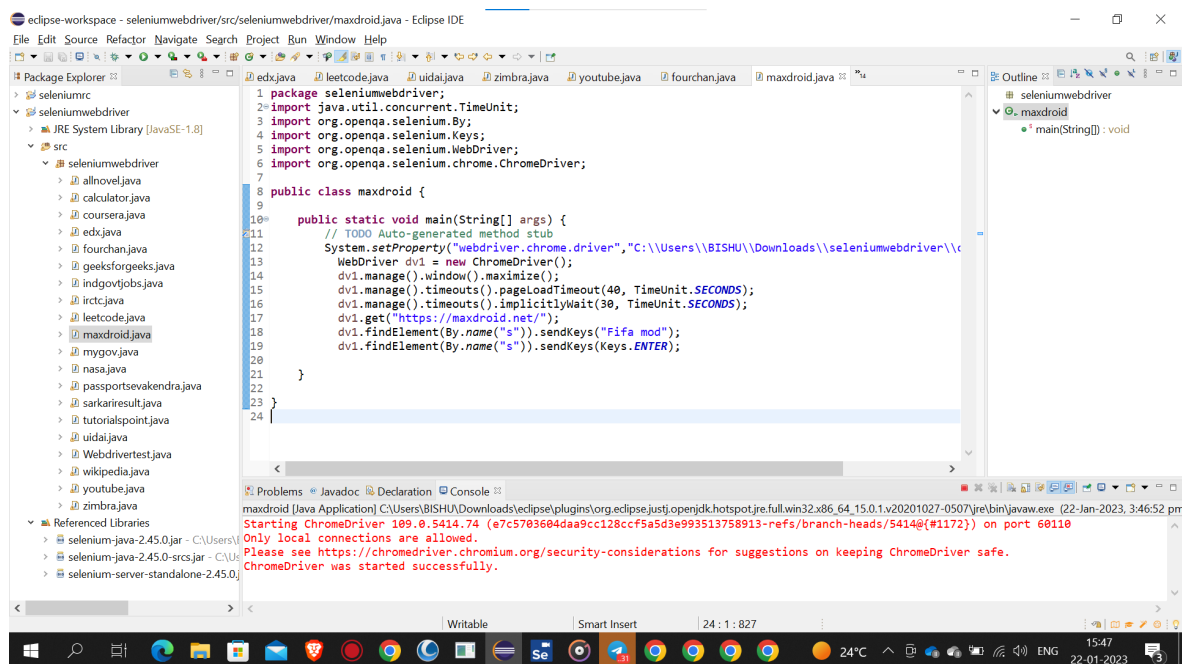 eclipse-workspace - seleniumwebdriver/src/seleniumwebdriver/maxdroid.java - Eclipse IDE
File Edit Source Refactor Navigate Search Project Run Window Help
Package Explorer
seleniumrc
seleniumwebdriver
JRE System Library [JavaSE-1.8]
src
seleniumwebdriver
allnovel.java
calculator.java
coursera.java
edx.java
fourchan.java
geeksforgeeks.java
indgovtjobs.java
irctc.java
leetcode.java
maxdroid.java
mygov.java
nasa.java
passportsevakendra.java
sarkariresult.java
tutorialspoint.java
uidai.java
Webdrivertest.java
wikipedia.java
youtube.java
zimbra.java
Referenced Libraries
selenium-java-2.45.0.jar - C:\Users\
selenium-java-2.45.0-srcs.jar - C:\Us
selenium-server-standalone-2.45.0.j
edx.java leetcode.java uidai.java zimbra.java youtube.java fourchan.java maxdroid.java 14
1 package seleniumwebdriver;
2 import java.util.concurrent.TimeUnit;
3 import org.openqa.selenium.By;
4 import org.openqa.selenium.Keys;
5 import org.openqa.selenium.WebDriver;
6 import org.openqa.selenium.chrome.ChromeDriver;
7
8 public class maxdroid {
9
10 public static void main(String[] args) {
11 // TODO Auto-generated method stub
12 System.setProperty("webdriver.chrome.driver","C:\\Users\\BISHU\\Downloads\\seleniumwebdriver\\c
13 WebDriver dv1 = new ChromeDriver();
14 dv1.manage().window().maximize();
15 dv1.manage().timeouts().pageLoadTimeout(40, TimeUnit.SECONDS);
16 dv1.manage().timeouts().implicitlyWait(30, TimeUnit.SECONDS);
17 dv1.get("https://maxdroid.net/");
18 dv1.findElement(By.name("s")).sendKeys("Fifa mod");
19 dv1.findElement(By.name("s")).sendKeys(Keys.ENTER);
20
21 }
22
23 }
24
Outline
seleniumwebdriver
maxdroid
main(String[]) : void
Problems Javadoc Declaration Console
maxdroid [Java Application] C:\Users\BISHU\Downloads\eclipse\plugins\org.eclipse.justj.openjdk.hotspot.jre.full.win32.x86_64_15.0.1.v20201027-0507\jre\bin\javaw.exe (22-Jan-2023, 3:46:52 pm
Starting ChromeDriver 109.0.5414.74 (e7c5703604daa9cc128ccf5a5d3e993513758913-refs/branch-heads/5414@{#1172}) on port 60110
Only local connections are allowed.
Please see https://chromedriver.chromium.org/security-considerations for suggestions on keeping ChromeDriver safe.
ChromeDriver was started successfully.
Writable Smart Insert 24 : 1 : 827
Se 31 24°C ENG 15:47
22-01-2023 3